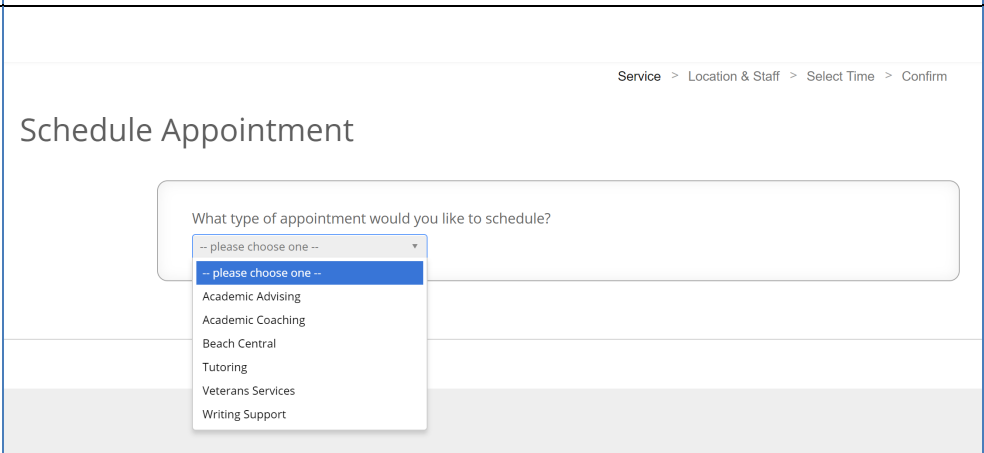 Service > Location & Staff > Select Time > Confirm
Schedule Appointment
What type of appointment would you like to schedule?
-- please choose one --
-- please choose one --
Academic Advising
Academic Coaching
Beach Central
Tutoring
Veterans Services
Writing Support